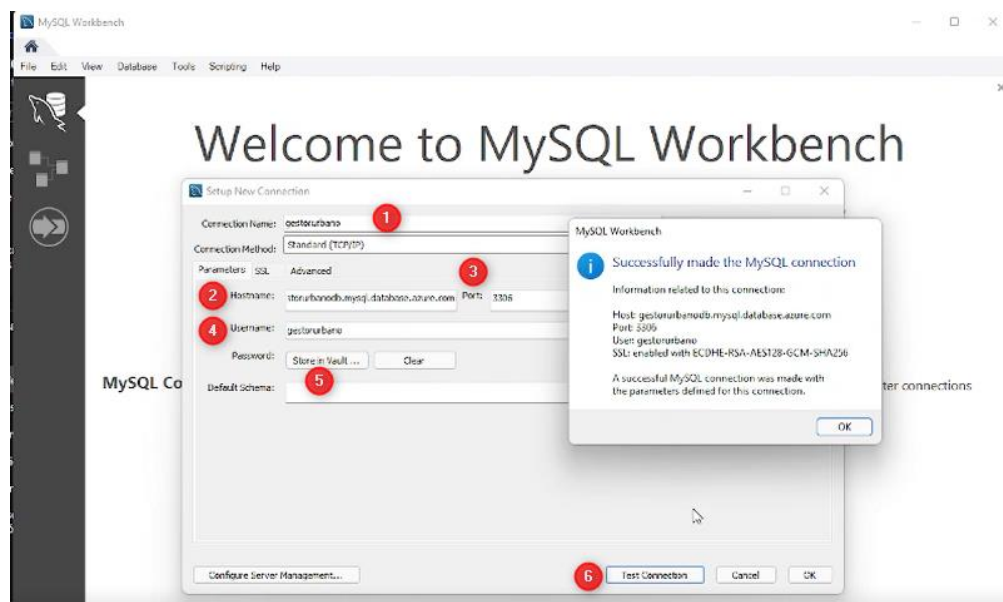 MySQL Workbench
File Edit View Database Tools Scripting Help
Welcome to MySQL Workbench
Setup New Connection
Connection Name: gestorurbano 1
Connection Method: Standard (TCP/IP)
Parameters SSL Advanced 3
2 Hostname: storurbanodb.mysql.database.azure.com Port: 3306
4 Username: gestorurbano
Password: Store in Vault ... Clear
5
Default Schema:
MySQL Co
ter connections
MySQL Workbench
Successfully made the MySQL connection
Information related to this connection:
Host: gestorurbanodb.mysql.database.azure.com
Port: 3306
User: gestorurbano
SSL: enabled with ECDHE-RSA-AES128-GCM-SHA256
A successful MySQL connection was made with
the parameters defined for this connection.
OK
Configure Server Management... 6 Test Connection Cancel OK